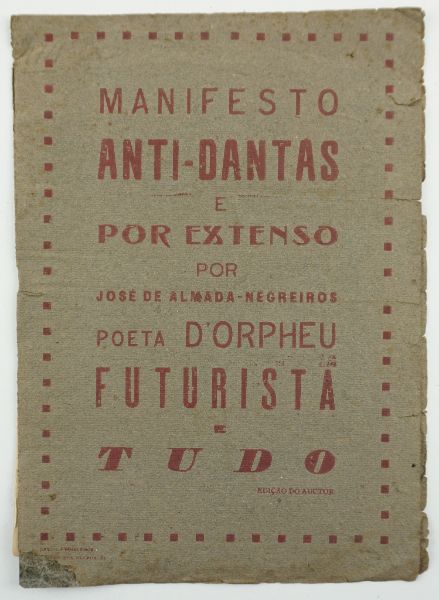 MANIFESTO
ANTI-DANTAS
E
POR EXTENSO
POR
JOSÉ DE ALMADA-NEGREIROS
POETA D'ORPHEU
FUTURISTA
E
TUDO
EDIÇÃO DO AUCTOR